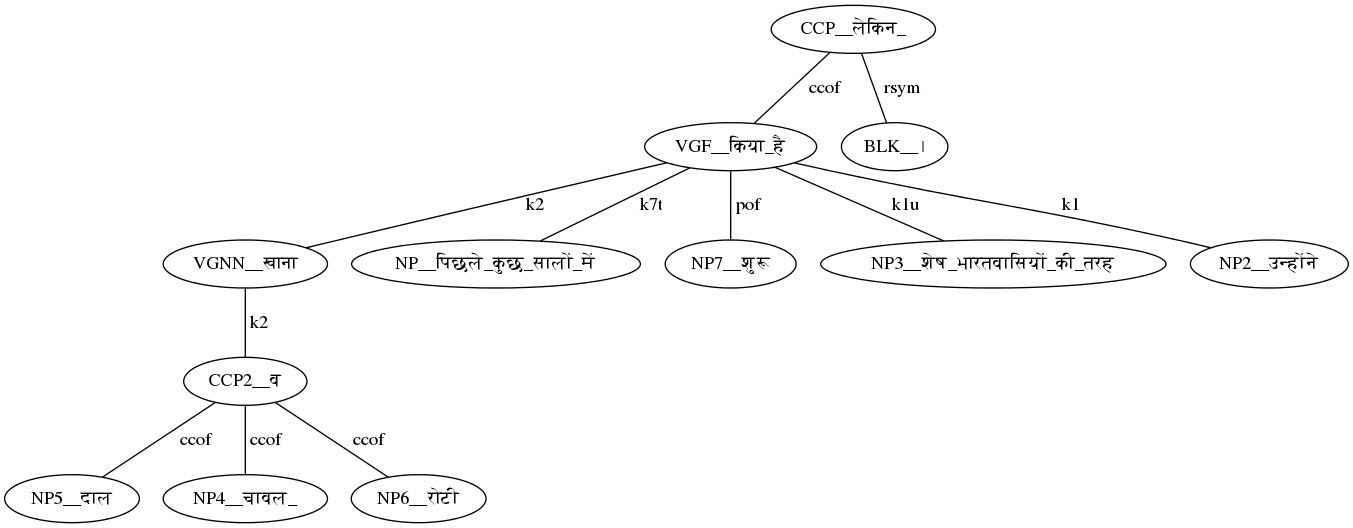 CCP__लेकिन_
ccof rsym
VGF__किया_है BLK__।
k2 k7t pof k1u k1
VGNN__खाना NP__पिछले_कुछ_सालों_में NP7__शुरू NP3__शेष_भारतवासियों_की_तरह NP2__उन्होंने
k2
CCP2__व
ccof ccof ccof
NP5__दाल NP4__चावल_ NP6__रोटी